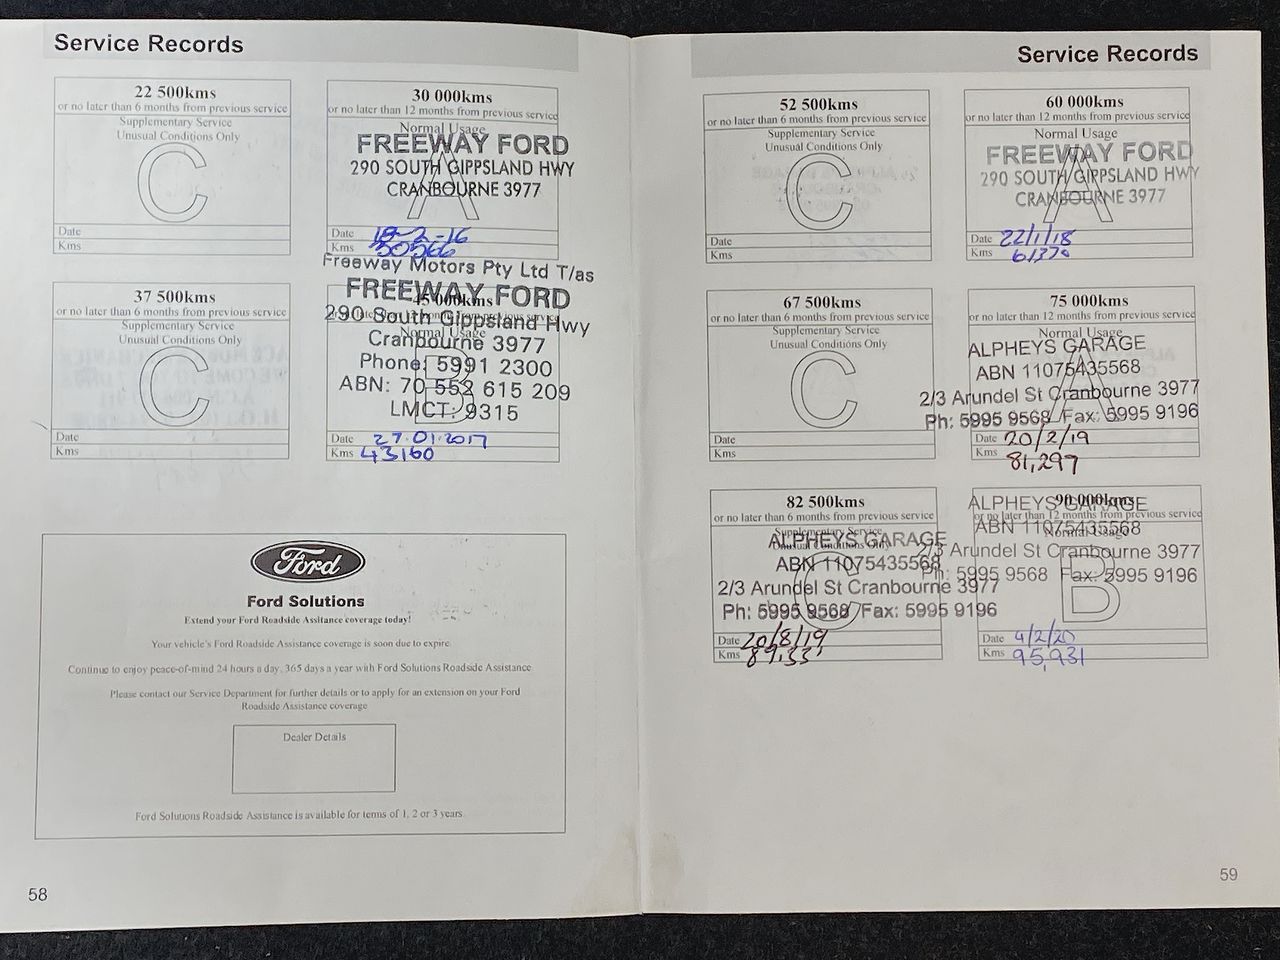 Service Records
22 500kms
or no later than 6 months from previous service
Supplementary Service
Unusual Conditions Only
C
Date
Kms
30 000kms
or no later than 12 months from previous service
Normal Usage
FREEWAY FORD
290 SOUTH GIPPSLAND HWY
CRANBOURNE 3977
A
Date 18-2-16
Kms 30566
37 500kms
or no later than 6 months from previous service
Supplementary Service
Unusual Conditions Only
C
Date
Kms
Freeway Motors Pty Ltd T/as
FREEWAY FORD
45 000kms
290 South Gippsland Hwy
Normal Usage
Cranbourne 3977
Phone: 5991 2300
ABN: 70 552 615 209
LMCT: 9315
B
Date 27.01.2017
Kms 43160
Ford
Ford Solutions
Extend your Ford Roadside Assitance coverage today!
Your vehicle's Ford Roadside Assistance coverage is soon due to expire.
Continue to enjoy peace-of-mind 24 hours a day, 365 days a year with Ford Solutions Roadside Assistance.
Please contact our Service Department for further details or to apply for an extension on your Ford
Roadside Assistance coverage
Dealer Details
Ford Solutions Roadside Assistance is available for terms of 1, 2 or 3 years.
58
Service Records
52 500kms
or no later than 6 months from previous service
Supplementary Service
Unusual Conditions Only
C
Date
Kms
60 000kms
or no later than 12 months from previous service
Normal Usage
FREEWAY FORD
290 SOUTH GIPPSLAND HWY
CRANBOURNE 3977
A
Date 22/1/18
Kms 61370
67 500kms
or no later than 6 months from previous service
Supplementary Service
Unusual Conditions Only
C
Date
Kms
75 000kms
or no later than 12 months from previous service
Normal Usage
ALPHEYS GARAGE
ABN 11075435568
2/3 Arundel St Cranbourne 3977
Ph: 5995 9568 Fax: 5995 9196
A
Date 20/2/19
Kms 81,297
82 500kms
or no later than 6 months from previous service
Supplementary Service
Unusual Conditions Only
ALPHEYS GARAGE
ABN 11075435568
2/3 Arundel St Cranbourne 3977
Ph: 5995 9568 Fax: 5995 9196
C
Date 20/8/19
Kms
90 000kms
or no later than 12 months from previous service
Normal Usage
ALPHEYS GARAGE
ABN 11075435568
2/3 Arundel St Cranbourne 3977
Ph: 5995 9568 Fax: 5995 9196
B
Date 4/2/20
Kms 95,931
59